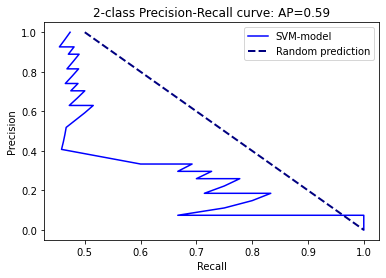 2-class Precision-Recall curve: AP=0.59
SVM-model
Random prediction
Precision
1.0
0.8
0.6
0.4
0.2
0.0
0.5 0.6 0.7 0.8 0.9 1.0
Recall